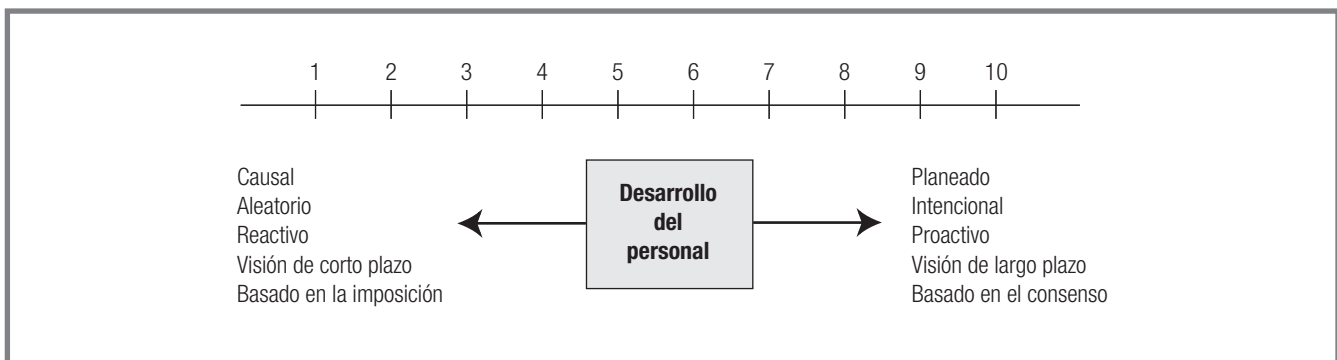 1 2 3 4 5 6 7 8 9 10
Causal
Aleatorio
Reactivo
Visión de corto plazo
Basado en la imposición
Desarrollo
del
personal
Planeado
Intencional
Proactivo
Visión de largo plazo
Basado en el consenso